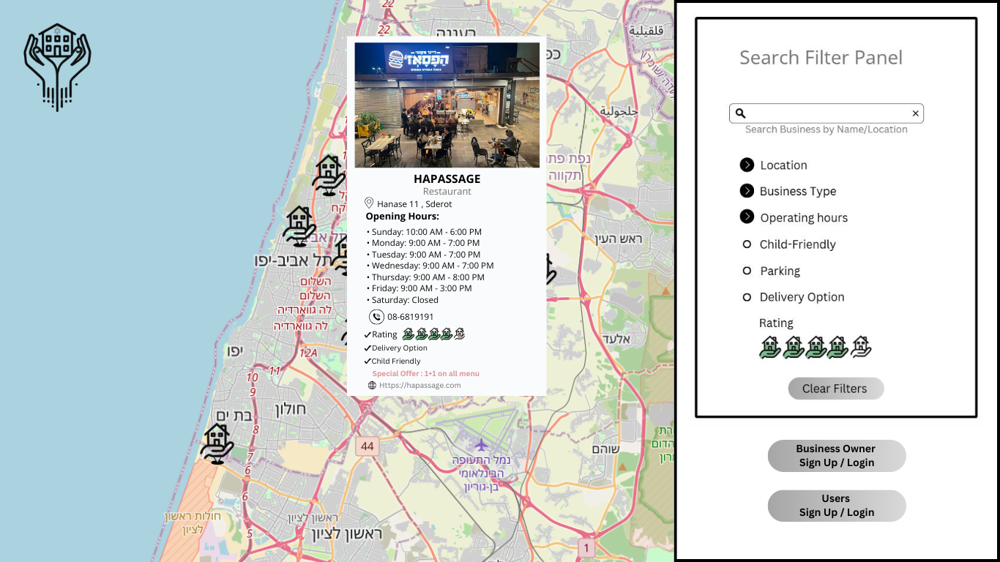 22
22
רעננה
قلقيلية
כפ
جلجولية
נפת פתח
תקווה
ראש העין
תל אביב-יפו
השלום
השלום
לה גווארדיה
לה גווארדיה
יפו
12A
11
10
9
8
7
6
6
5
אלעד
חולון
בת ים
44
נמל התעופה
הבינלאומי
בן-גוריון
שוהם
חולות ראשון
לציון
ראשון לציון
ראשון לציון
1
דיינר מקומי
הפסאז'
HAPASSAGE
Restaurant
Hanase 11 , Sderot
Opening Hours:
• Sunday: 10:00 AM - 6:00 PM
• Monday: 9:00 AM - 7:00 PM
• Tuesday: 9:00 AM - 7:00 PM
• Wednesday: 9:00 AM - 7:00 PM
• Thursday: 9:00 AM - 8:00 PM
• Friday: 9:00 AM - 3:00 PM
• Saturday: Closed
08-6819191
Rating
Delivery Option
Child Friendly
Special Offer : 1+1 on all menu
Https://hapassage.com
Search Filter Panel
Search Business by Name/Location
Location
Business Type
Operating hours
Child-Friendly
Parking
Delivery Option
Rating
Clear Filters
Business Owner
Sign Up / Login
Users
Sign Up / Login